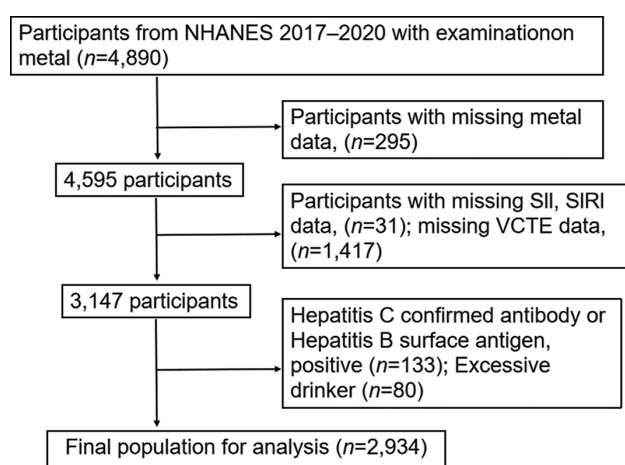 Participants from NHANES 2017–2020 with examinationon
metal (n=4,890)
Participants with missing metal
data, (n=295)
4,595 participants
Participants with missing SII, SIRI
data, (n=31); missing VCTE data,
(n=1,417)
3,147 participants
Hepatitis C confirmed antibody or
Hepatitis B surface antigen,
positive (n=133); Excessive
drinker (n=80)
Final population for analysis (n=2,934)